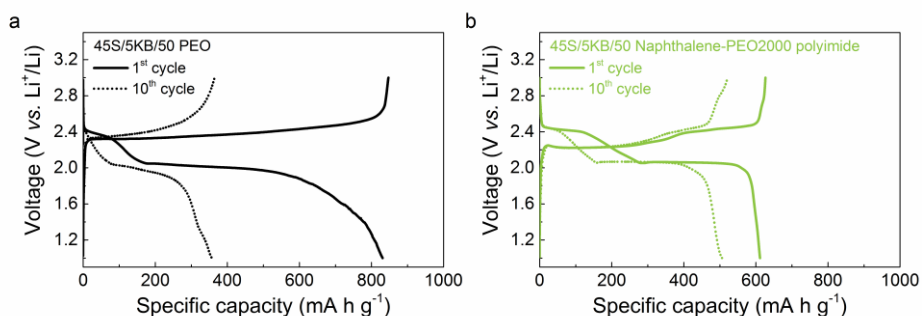 a
45S/5KB/50 PEO
1st cycle
10th cycle
Voltage (V vs. Li+/Li)
3.2
2.8
2.4
2.0
1.6
1.2
0 200 400 600 800 1000
Specific capacity (mA h g-1)
b
45S/5KB/50 Naphthalene-PEO2000 polyimide
1st cycle
10th cycle
Voltage (V vs. Li+/Li)
3.2
2.8
2.4
2.0
1.6
1.2
0 200 400 600 800 1000
Specific capacity (mA h g-1)